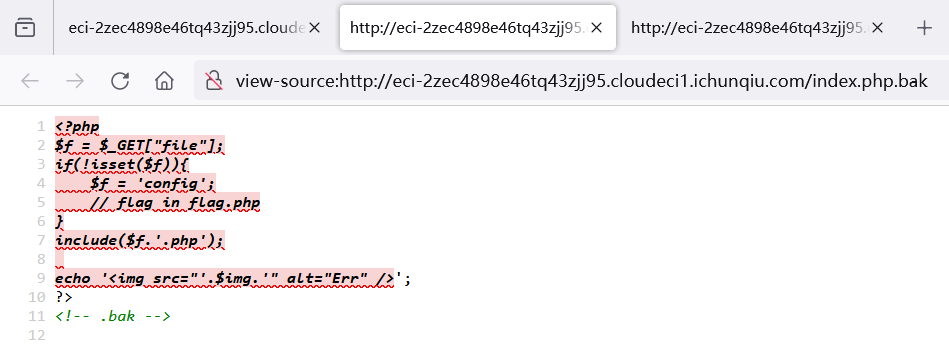 eci-2zec4898e46tq43zjj95.cloude
http://eci-2zec4898e46tq43zjj95.
http://eci-2zec4898e46tq43zjj95.
view-source:http://eci-2zec4898e46tq43zjj95.cloudeci1.ichunqiu.com/index.php.bak
1 <?php
2 $f = $_GET["file"];
3 if(!isset($f)){
4     $f = 'config';
5     // flag in flag.php
6 }
7 include($f.'.php');
8
9 echo '<img src="'.$img.'" alt="Err" />';
10 ?>
11 <!-- .bak -->
12